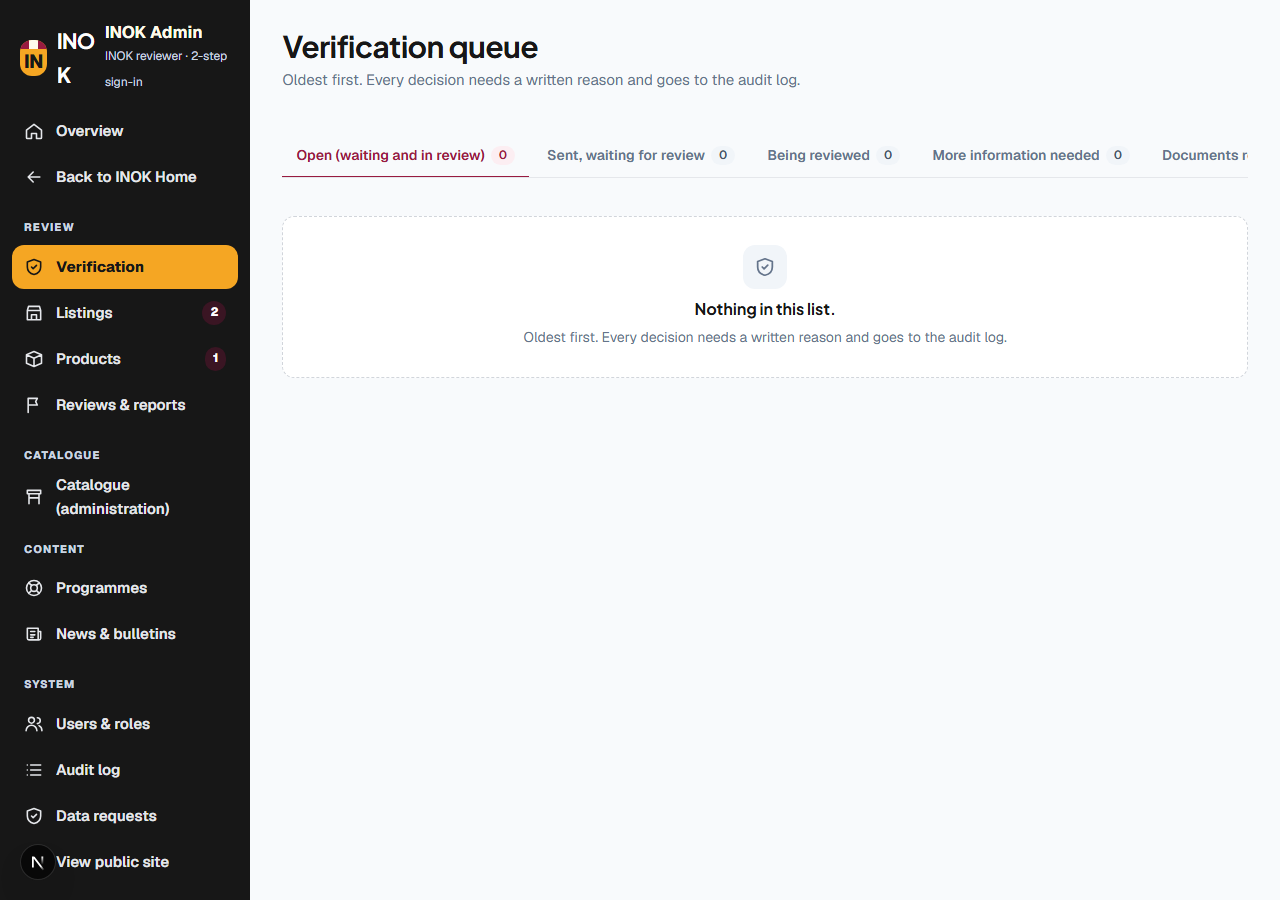 IN
INO
K
INOK Admin
INOK reviewer · 2-step
sign-in
Overview
Back to INOK Home
REVIEW
Verification
Listings 2
Products 1
Reviews & reports
CATALOGUE
Catalogue
(administration)
CONTENT
Programmes
News & bulletins
SYSTEM
Users & roles
Audit log
Data requests
N View public site
Verification queue
Oldest first. Every decision needs a written reason and goes to the audit log.
Open (waiting and in review) 0 Sent, waiting for review 0 Being reviewed 0 More information needed 0 Documents
Nothing in this list.
Oldest first. Every decision needs a written reason and goes to the audit log.